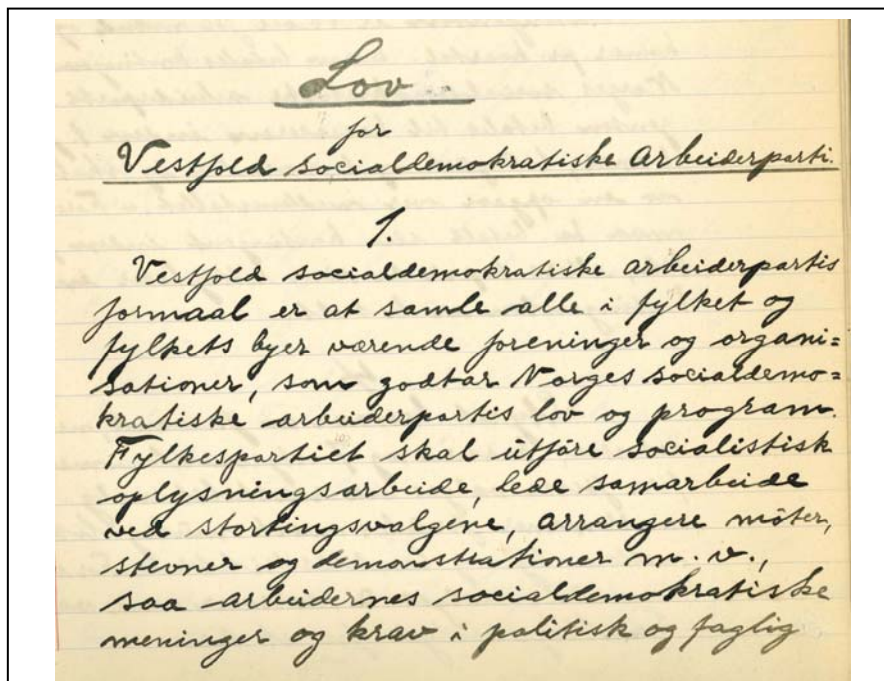 Lov.
for
Vestfold socialdemokratiske Arbeiderparti.
1.
Vestfold socialdemokratiske arbeiderpartis
formaal er at samle alle i fylket og
fylkets byer værende foreninger og organi=
sationer, som godtar Norges socialdemo=
kratiske arbeiderpartis lov og program.
Fylkespartiet skal utføre socialistisk
oplysningsarbeide, lede samarbeide
ved stortingsvalgene, arrangere möter,
stevner og demonstrationer m. v.,
saa arbeidernes socialdemokratiske
meninger og krav i politisk og faglig